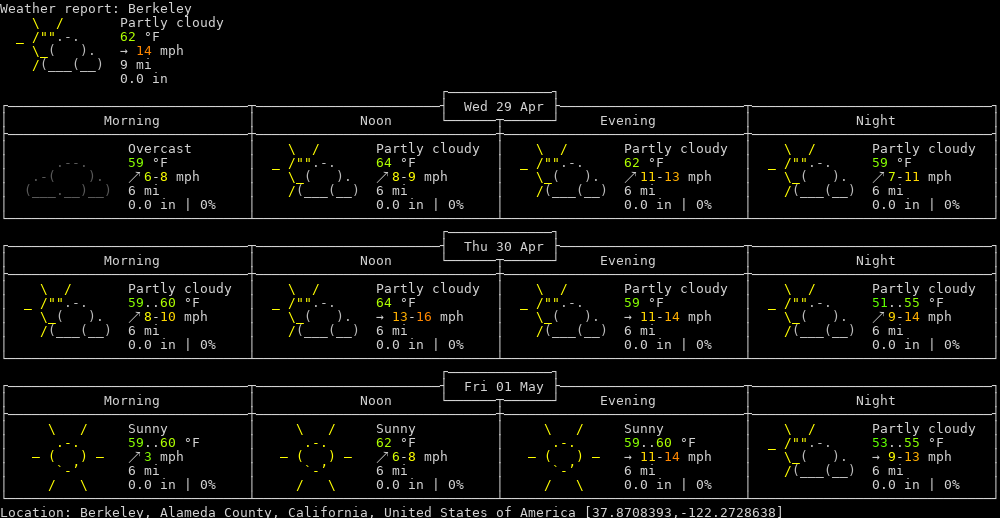 Weather report: Berkeley
Partly cloudy
62 °F
→ 14 mph
9 mi
0.0 in
Wed 29 Apr
Morning Noon Evening Night
Overcast Partly cloudy Partly cloudy Partly cloudy
59 °F 64 °F 62 °F 59 °F
↗ 6-8 mph ↗ 8-9 mph ↗ 11-13 mph ↗ 7-11 mph
6 mi 6 mi 6 mi 6 mi
0.0 in | 0% 0.0 in | 0% 0.0 in | 0% 0.0 in | 0%
Thu 30 Apr
Morning Noon Evening Night
Partly cloudy Partly cloudy Partly cloudy Partly cloudy
59..60 °F 64 °F 59 °F 51..55 °F
↗ 8-10 mph → 13-16 mph → 11-14 mph ↗ 9-14 mph
6 mi 6 mi 6 mi 6 mi
0.0 in | 0% 0.0 in | 0% 0.0 in | 0% 0.0 in | 0%
Fri 01 May
Morning Noon Evening Night
Sunny Sunny Sunny Partly cloudy
59..60 °F 62 °F 59..60 °F 53..55 °F
↗ 3 mph ↗ 6-8 mph → 11-14 mph → 9-13 mph
6 mi 6 mi 6 mi 6 mi
0.0 in | 0% 0.0 in | 0% 0.0 in | 0% 0.0 in | 0%
Location: Berkeley, Alameda County, California, United States of America [37.8708393,-122.2728638]